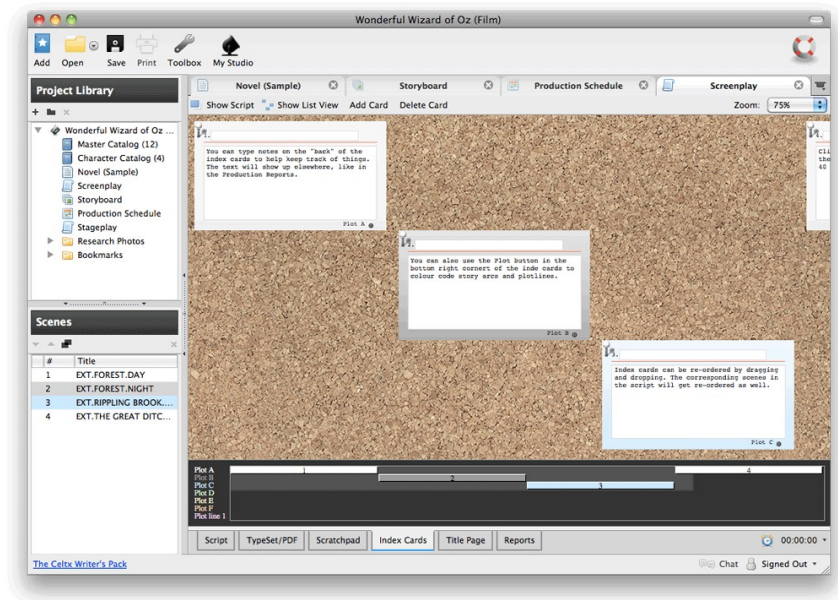 Wonderful Wizard of Oz (Film)
Add Open Save Print Toolbox My Studio
Project Library
Wonderful Wizard of Oz ...
Master Catalog (12)
Character Catalog (4)
Novel (Sample)
Screenplay
Storyboard
Production Schedule
Stageplay
Research Photos
Bookmarks
Scenes
# Title
1 EXT.FOREST.DAY
2 EXT.FOREST.NIGHT
3 EXT.RIPPLING BROOK....
4 EXT.THE GREAT DITC...
Novel (Sample) Storyboard Production Schedule Screenplay
Show Script Show List View Add Card Delete Card Zoom: 75%
You can type notes on the "back" of the
index cards to help keep track of things.
The text will show up elsewhere, like in
the Production Reports.
Plot A
You can also use the Plot button in the
bottom right cornert of the inde cards to
colour code story arcs and plotlines.
Plot B
Index cards can be re-ordered by dragging
and dropping. The corresponding scenes in
the script will get re-ordered as well.
Plot C
Cli
the
40
Plot A 1 4
Plot B 2
Plot C 3
Plot D
Plot E
Plot F
Plot line 1
Script TypeSet/PDF Scratchpad Index Cards Title Page Reports 00:00:00
The Celtx Writer's Pack Chat Signed Out